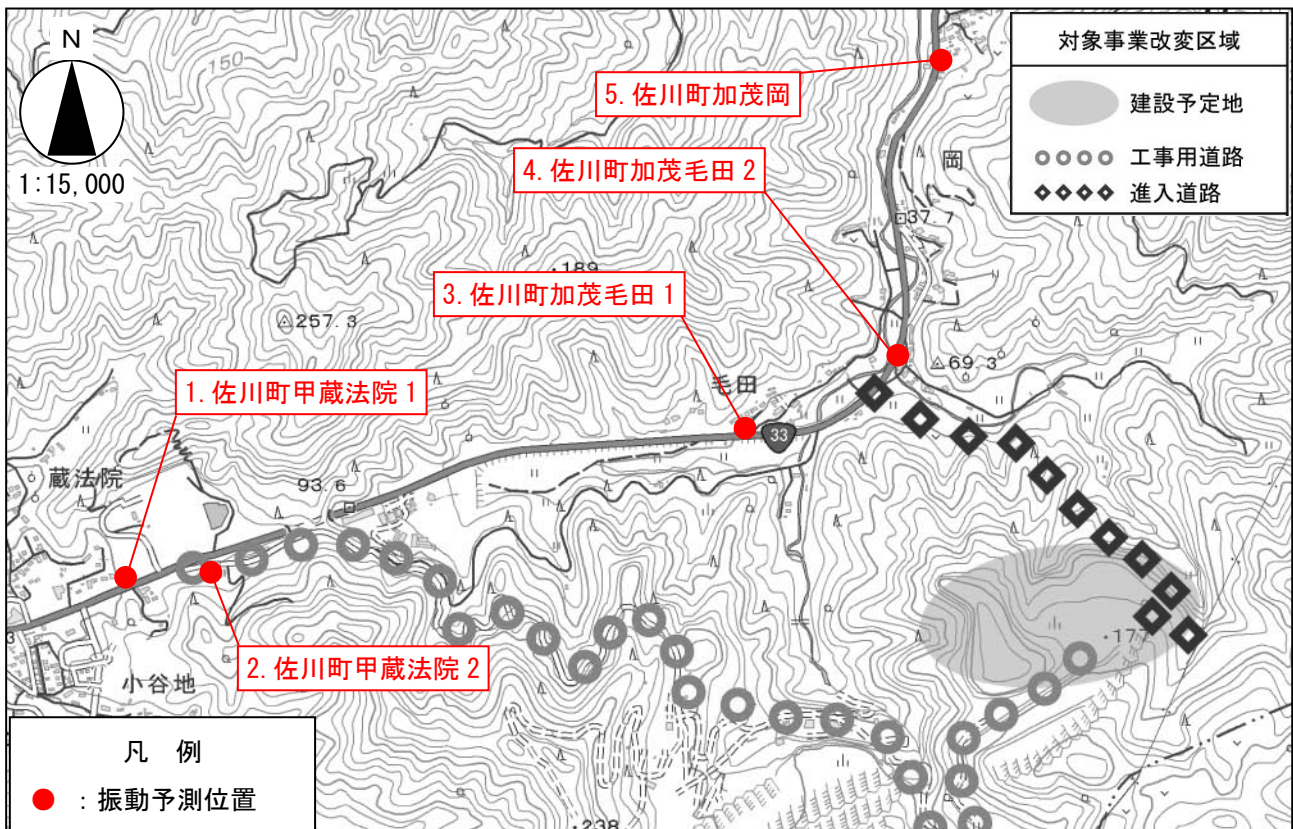 N
1:15,000
対象事業改変区域
建設予定地
工事用道路
進入道路
150
5. 佐川町加茂岡
4. 佐川町加茂毛田 2
岡
37.7
・189
3. 佐川町加茂毛田 1
257.3
69.3
1. 佐川町甲蔵法院 1
毛田
33
蔵法院
93.6
2. 佐川町甲蔵法院 2
小谷地
・177
・238
凡 例
：振動予測位置